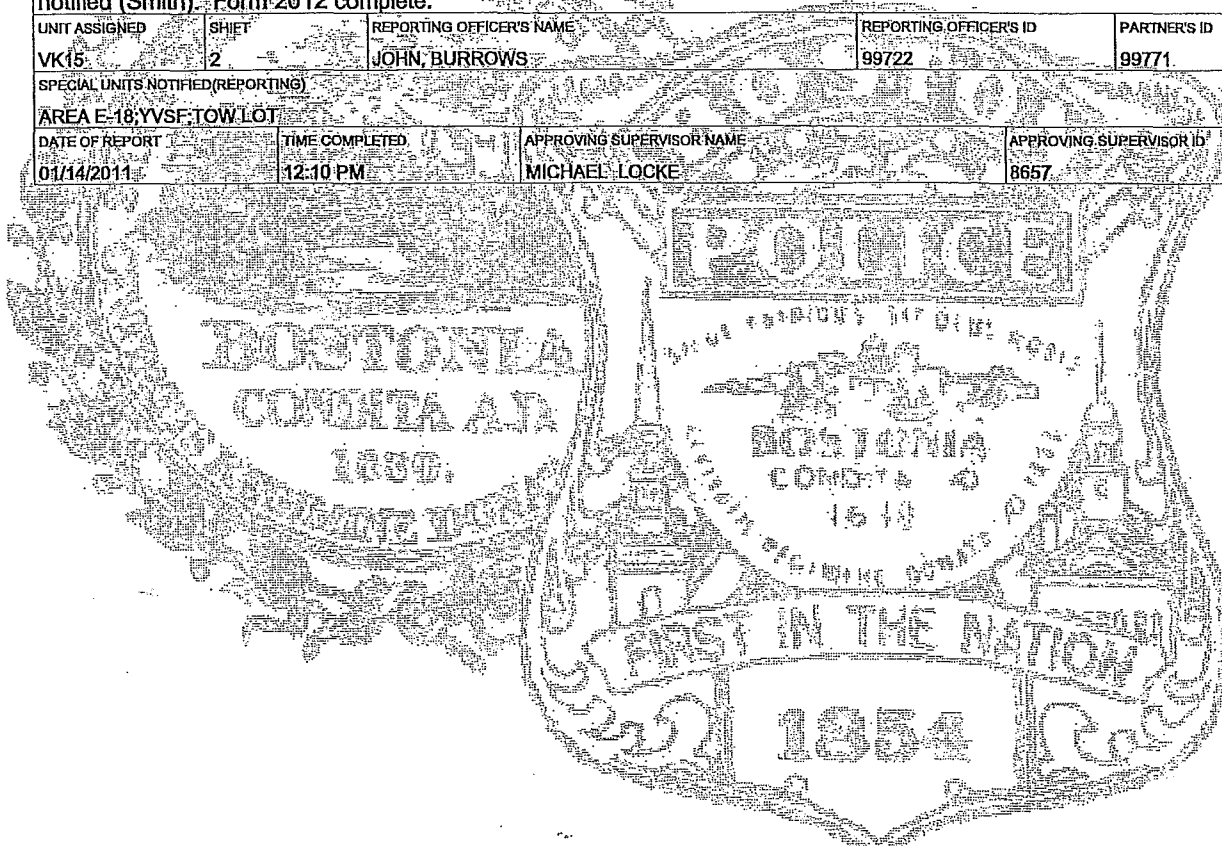 notified (Smith). Form 2012 complete.
UNIT ASSIGNED SHIFT REPORTING OFFICER'S NAME REPORTING OFFICER'S ID PARTNER'S ID
VK15 2 JOHN, BURROWS 99722 99771
SPECIAL UNITS NOTIFIED(REPORTING)
AREA E-18;YVSF;TOW LOT
DATE OF REPORT TIME COMPLETED APPROVING SUPERVISOR NAME APPROVING SUPERVISOR ID
01/14/2011 12:10 PM MICHAEL LOCKE 8657
POLICE
BOSTONIA
CONDITA A.D.
BOSTONIA
CONDITA
FIRST IN THE NATION
1854